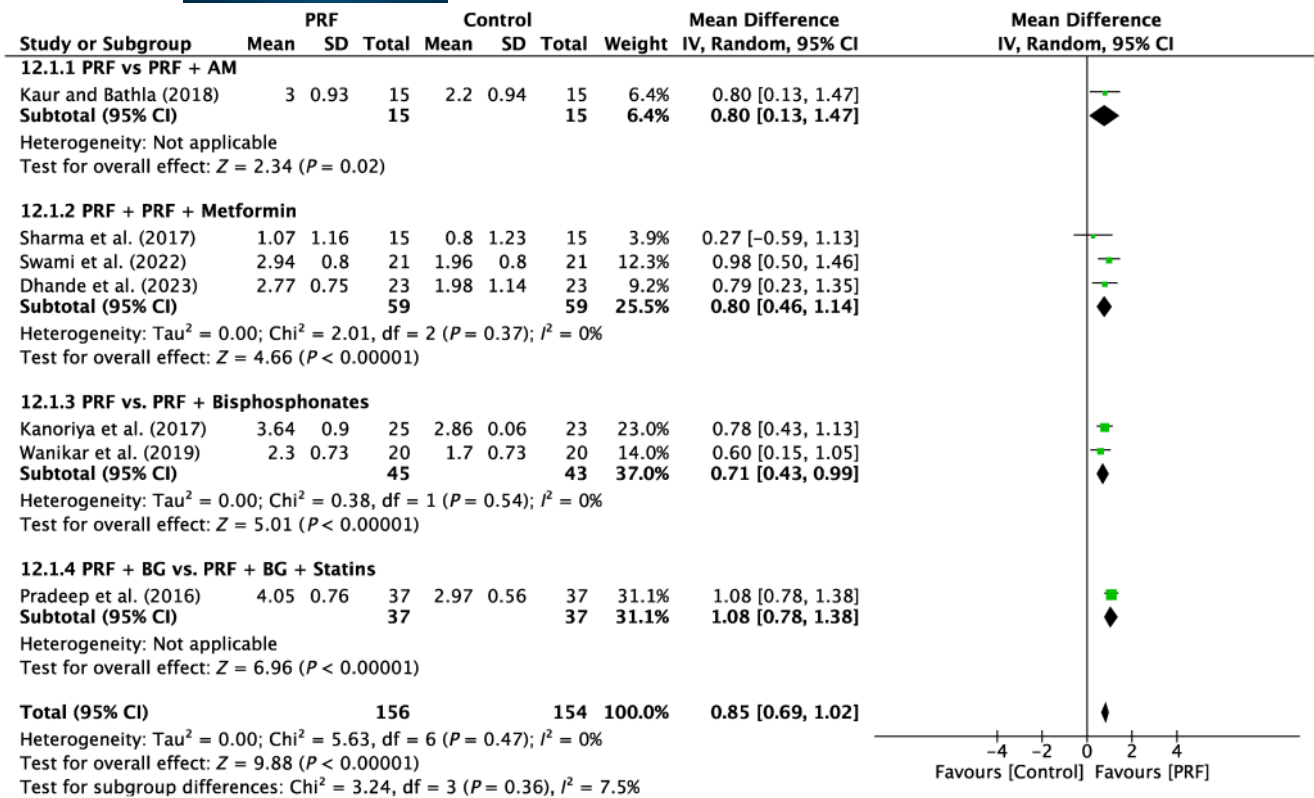 PRF Control Mean Difference Mean Difference
Study or Subgroup Mean SD Total Mean SD Total Weight IV, Random, 95% CI IV, Random, 95% CI
12.1.1 PRF vs PRF + AM
Kaur and Bathla (2018) 3 0.93 15 2.2 0.94 15 6.4% 0.80 [0.13, 1.47]
Subtotal (95% CI) 15 15 6.4% 0.80 [0.13, 1.47]
Heterogeneity: Not applicable
Test for overall effect: Z = 2.34 (P = 0.02)
12.1.2 PRF + PRF + Metformin
Sharma et al. (2017) 1.07 1.16 15 0.8 1.23 15 3.9% 0.27 [−0.59, 1.13]
Swami et al. (2022) 2.94 0.8 21 1.96 0.8 21 12.3% 0.98 [0.50, 1.46]
Dhande et al. (2023) 2.77 0.75 23 1.98 1.14 23 9.2% 0.79 [0.23, 1.35]
Subtotal (95% CI) 59 59 25.5% 0.80 [0.46, 1.14]
Heterogeneity: Tau² = 0.00; Chi² = 2.01, df = 2 (P = 0.37); I² = 0%
Test for overall effect: Z = 4.66 (P < 0.00001)
12.1.3 PRF vs. PRF + Bisphosphonates
Kanoriya et al. (2017) 3.64 0.9 25 2.86 0.06 23 23.0% 0.78 [0.43, 1.13]
Wanikar et al. (2019) 2.3 0.73 20 1.7 0.73 20 14.0% 0.60 [0.15, 1.05]
Subtotal (95% CI) 45 43 37.0% 0.71 [0.43, 0.99]
Heterogeneity: Tau² = 0.00; Chi² = 0.38, df = 1 (P = 0.54); I² = 0%
Test for overall effect: Z = 5.01 (P < 0.00001)
12.1.4 PRF + BG vs. PRF + BG + Statins
Pradeep et al. (2016) 4.05 0.76 37 2.97 0.56 37 31.1% 1.08 [0.78, 1.38]
Subtotal (95% CI) 37 37 31.1% 1.08 [0.78, 1.38]
Heterogeneity: Not applicable
Test for overall effect: Z = 6.96 (P < 0.00001)
Total (95% CI) 156 154 100.0% 0.85 [0.69, 1.02]
Heterogeneity: Tau² = 0.00; Chi² = 5.63, df = 6 (P = 0.47); I² = 0%
Test for overall effect: Z = 9.88 (P < 0.00001)
Test for subgroup differences: Chi² = 3.24, df = 3 (P = 0.36), I² = 7.5%
−4 −2 0 2 4
Favours [Control] Favours [PRF]